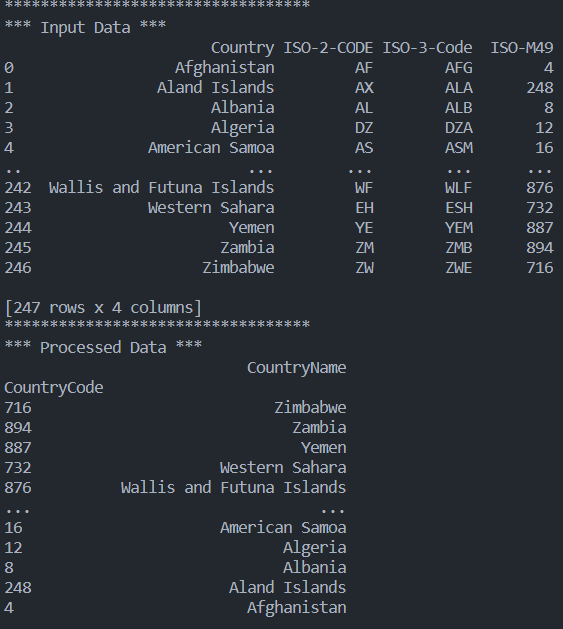 **********************************
*** Input Data ***
                       Country ISO-2-CODE ISO-3-Code  ISO-M49
0                  Afghanistan         AF        AFG        4
1                Aland Islands         AX        ALA      248
2                      Albania         AL        ALB        8
3                      Algeria         DZ        DZA       12
4               American Samoa         AS        ASM       16
..                         ...        ...        ...      ...
242  Wallis and Futuna Islands         WF        WLF      876
243             Western Sahara         EH        ESH      732
244                      Yemen         YE        YEM      887
245                     Zambia         ZM        ZMB      894
246                   Zimbabwe         ZW        ZWE      716
[247 rows x 4 columns]
**********************************
*** Processed Data ***
                           CountryName
CountryCode
716                           Zimbabwe
894                             Zambia
887                              Yemen
732                     Western Sahara
876          Wallis and Futuna Islands
...                                ...
16                      American Samoa
12                             Algeria
8                              Albania
248                      Aland Islands
4                          Afghanistan